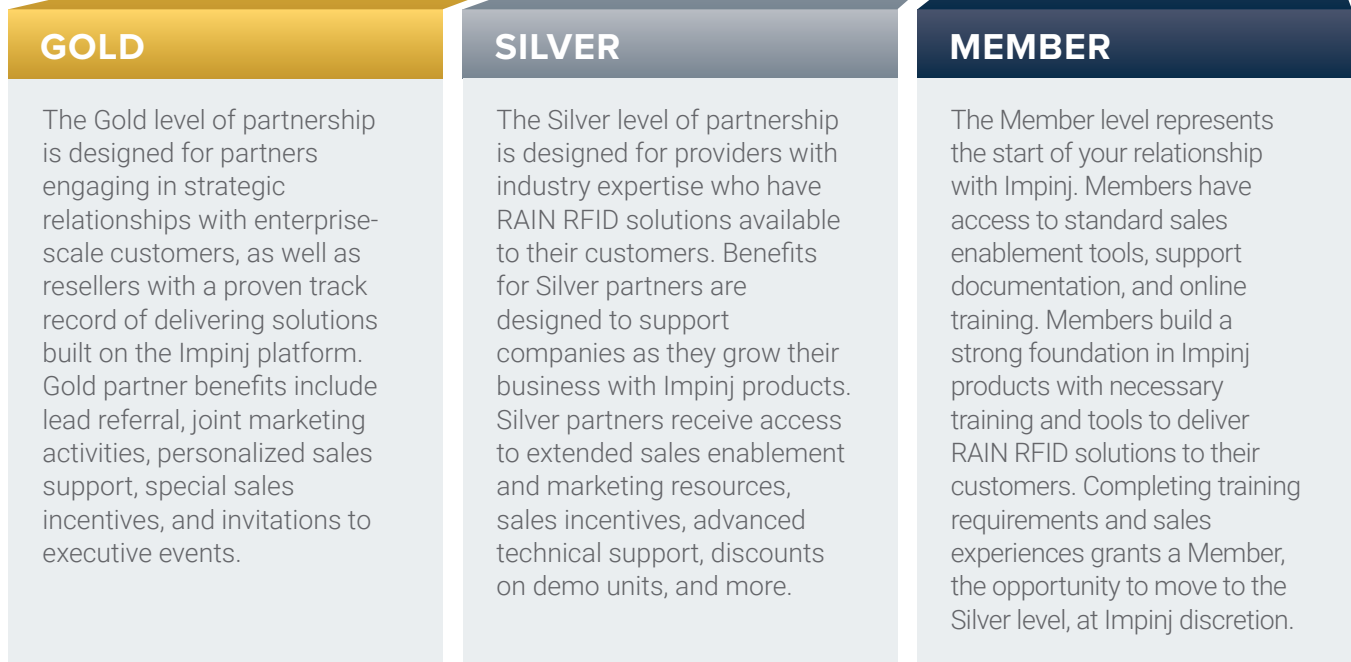 GOLD
The Gold level of partnership
is designed for partners
engaging in strategic
relationships with enterprise-
scale customers, as well as
resellers with a proven track
record of delivering solutions
built on the Impinj platform.
Gold partner benefits include
lead referral, joint marketing
activities, personalized sales
support, special sales
incentives, and invitations to
executive events.
SILVER
The Silver level of partnership
is designed for providers with
industry expertise who have
RAIN RFID solutions available
to their customers. Benefits
for Silver partners are
designed to support
companies as they grow their
business with Impinj products.
Silver partners receive access
to extended sales enablement
and marketing resources,
sales incentives, advanced
technical support, discounts
on demo units, and more.
MEMBER
The Member level represents
the start of your relationship
with Impinj. Members have
access to standard sales
enablement tools, support
documentation, and online
training. Members build a
strong foundation in Impinj
products with necessary
training and tools to deliver
RAIN RFID solutions to their
customers. Completing training
requirements and sales
experiences grants a Member,
the opportunity to move to the
Silver level, at Impinj discretion.